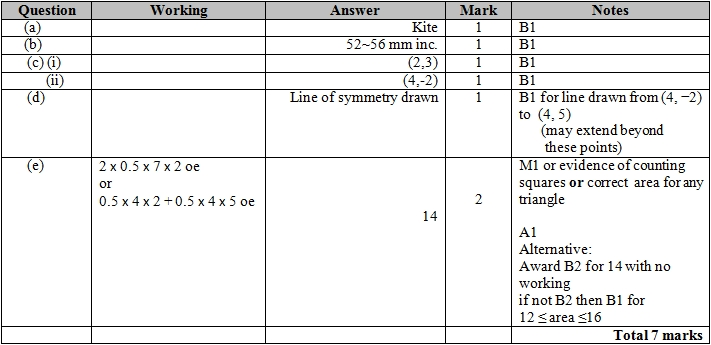 Question Working Answer Mark Notes
(a) Kite 1 B1
(b) 52~56 mm inc. 1 B1
(c) (i) (2,3) 1 B1
(ii) (4,-2) 1 B1
(d) Line of symmetry drawn 1 B1 for line drawn from (4, −2)
to (4, 5)
(may extend beyond
these points)
(e) 2 x 0.5 x 7 x 2 oe M1 or evidence of counting
or squares or correct area for any
0.5 x 4 x 2 + 0.5 x 4 x 5 oe 2 triangle
14
A1
Alternative:
Award B2 for 14 with no
working
if not B2 then B1 for
12 ≤ area ≤16
Total 7 marks